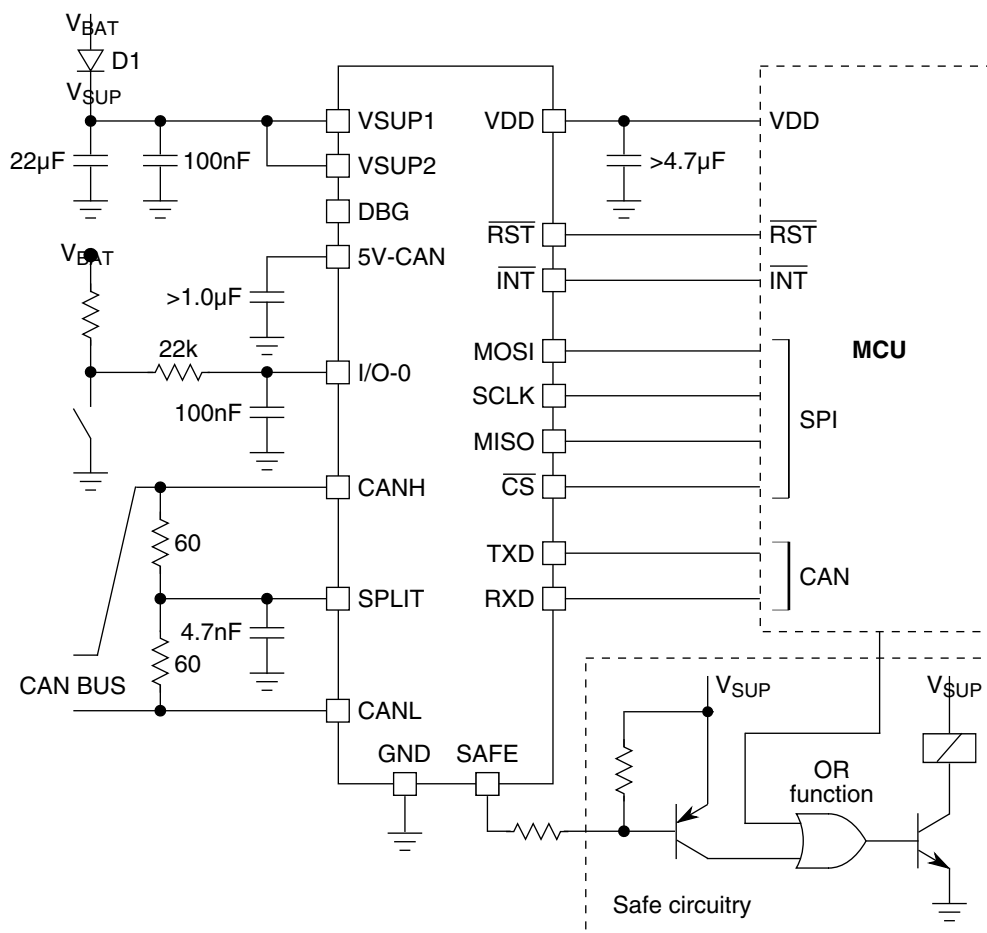 VBAT
D1
VSUP
22µF
100nF
VSUP1
VSUP2
DBG
5V-CAN
>1.0µF
VBAT
22k
I/O-0
100nF
CANH
60
SPLIT
4.7nF
60
CAN BUS
CANL
GND
SAFE
VDD
>4.7µF
VDD
RST
RST
INT
INT
MOSI
SCLK
MISO
CS
MCU
SPI
TXD
RXD
CAN
VSUP
VSUP
OR
function
Safe circuitry